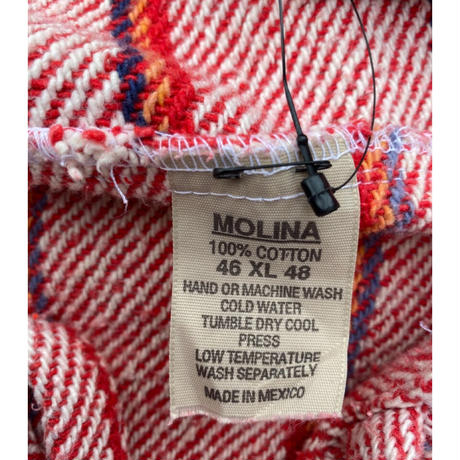 MOLINA
100% COTTON
46 XL 48
HAND OR MACHINE WASH
COLD WATER
TUMBLE DRY COOL
PRESS
LOW TEMPERATURE
WASH SEPARATELY
MADE IN MEXICO